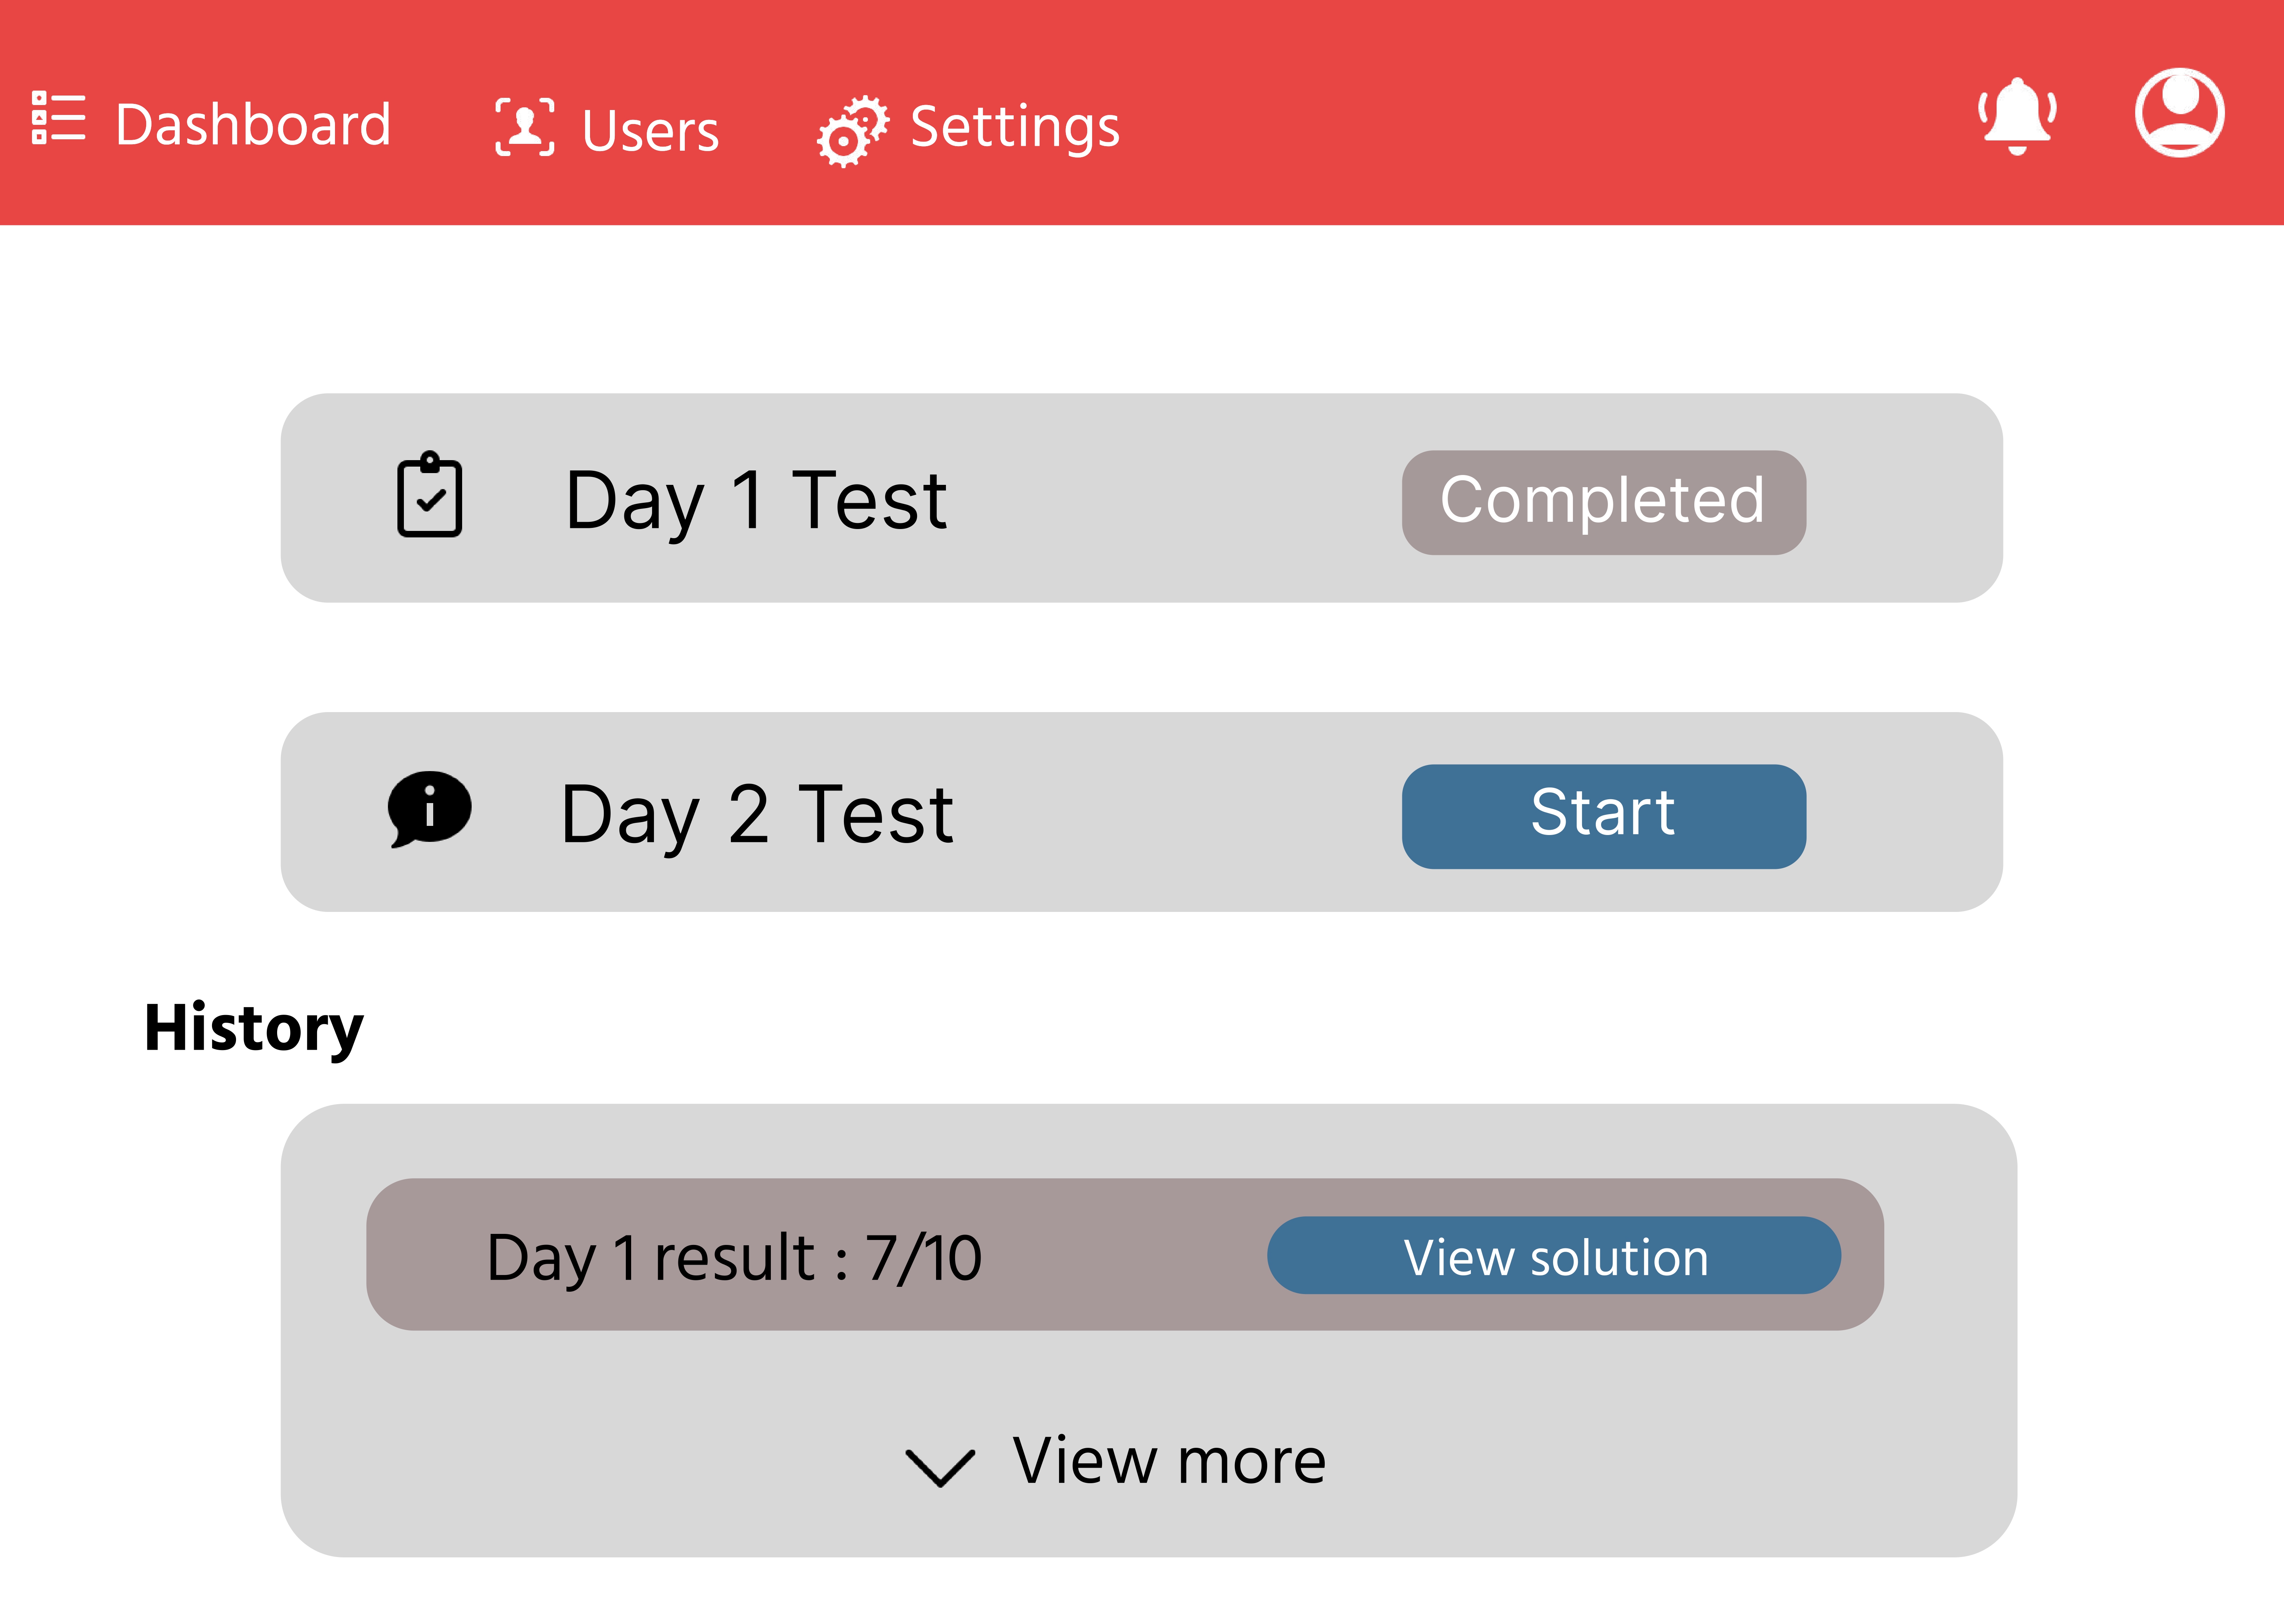 Dashboard Users Settings
Day 1 Test Completed
Day 2 Test Start
History
Day 1 result : 7/10 View solution
View more